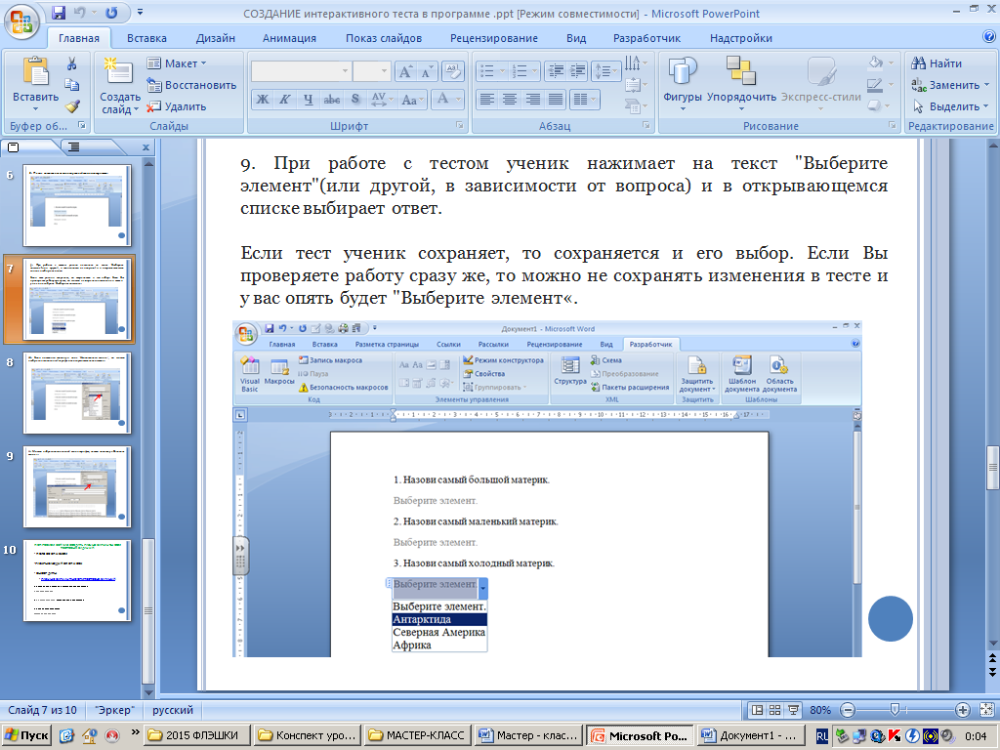 СОЗДАНИЕ интерактивного теста в программе .ppt [Режим совместимости] - Microsoft PowerPoint
Главная Вставка Дизайн Анимация Показ слайдов Рецензирование Вид Разработчик Надстройки
Вставить
Буфер об...
Создать слайд
Макет
Восстановить
Удалить
Слайды
Ж К Ч abc S AV Aa A
Шрифт
Абзац
Фигуры Упорядочить Экспресс-стили
Рисование
Найти
Заменить
Выделить
Редактирование
6
7
8
9
10
9. При работе с тестом ученик нажимает на текст "Выберите
элемент"(или другой, в зависимости от вопроса) и в открывающемся
списке выбирает ответ.
Если тест ученик сохраняет, то сохраняется и его выбор. Если Вы
проверяете работу сразу же, то можно не сохранять изменения в тесте и
у вас опять будет "Выберите элемент«.
Документ1 - Microsoft Word
Главная Вставка Разметка страницы Ссылки Рассылки Рецензирование Вид Разработчик
Visual Basic
Макросы
Запись макроса
Пауза
Безопасность макросов
Код
Режим конструктора
Свойства
Группировать
Элементы управления
Структура
Схема
Преобразование
Пакеты расширения
XML
Защитить документ
Защитить
Шаблон документа
Область документа
Шаблоны
1. Назови самый большой материк.
Выберите элемент.
2. Назови самый маленький материк.
Выберите элемент.
3. Назови самый холодный материк.
Выберите элемент.
Выберите элемент.
Антарктида
Северная Америка
Африка
Слайд 7 из 10 "Эркер" русский 80%
Пуск 2015 ФЛЭШКИ Конспект уро... МАСТЕР-КЛАСС Мастер - клас... Microsoft Po... Документ1 - ... RL 0:04